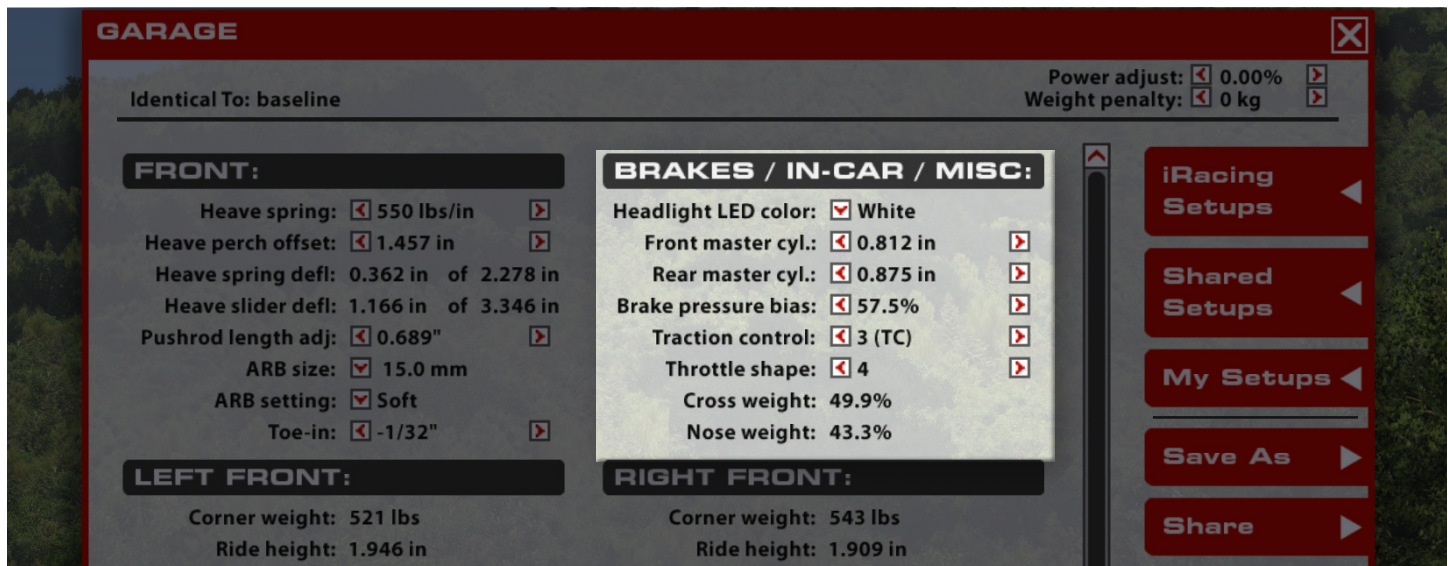 GARAGE
Identical To: baseline
Power adjust: 0.00%
Weight penalty: 0 kg
FRONT:
Heave spring: 550 lbs/in
Heave perch offset: 1.457 in
Heave spring defl: 0.362 in of 2.278 in
Heave slider defl: 1.166 in of 3.346 in
Pushrod length adj: 0.689"
ARB size: 15.0 mm
ARB setting: Soft
Toe-in: -1/32"
BRAKES / IN-CAR / MISC:
Headlight LED color: White
Front master cyl.: 0.812 in
Rear master cyl.: 0.875 in
Brake pressure bias: 57.5%
Traction control: 3 (TC)
Throttle shape: 4
Cross weight: 49.9%
Nose weight: 43.3%
LEFT FRONT:
Corner weight: 521 lbs
Ride height: 1.946 in
RIGHT FRONT:
Corner weight: 543 lbs
Ride height: 1.909 in
iRacing
Setups
Shared
Setups
My Setups
Save As
Share